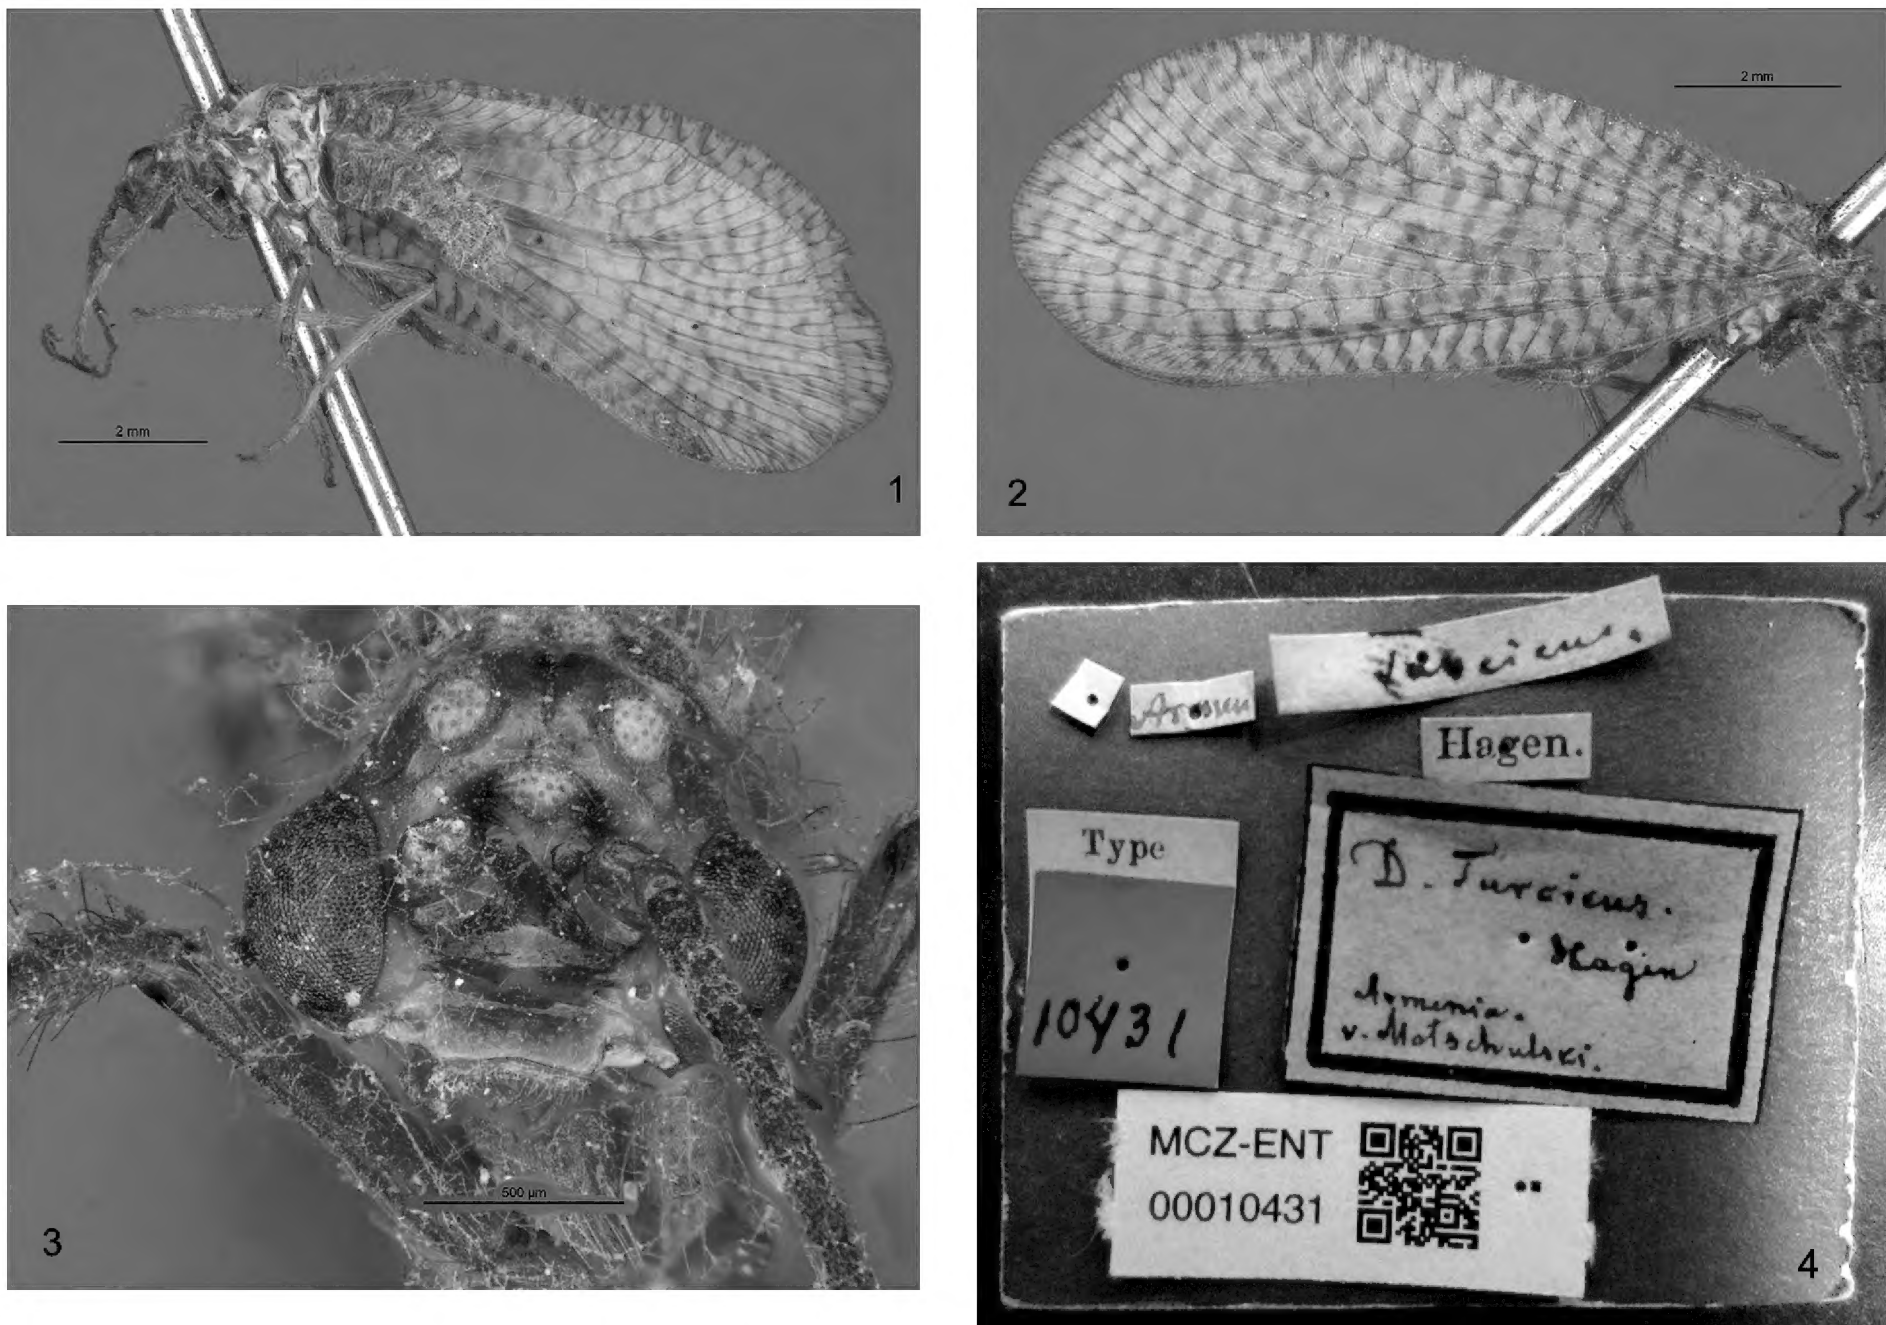 1
2 mm
2 mm
2
3
500 µm
Armen
Turcicus.
Hagen.
Type
10431
D. Turcicus.
Hagen
Armenia.
v. Motschulski.
MCZ-ENT
00010431
4